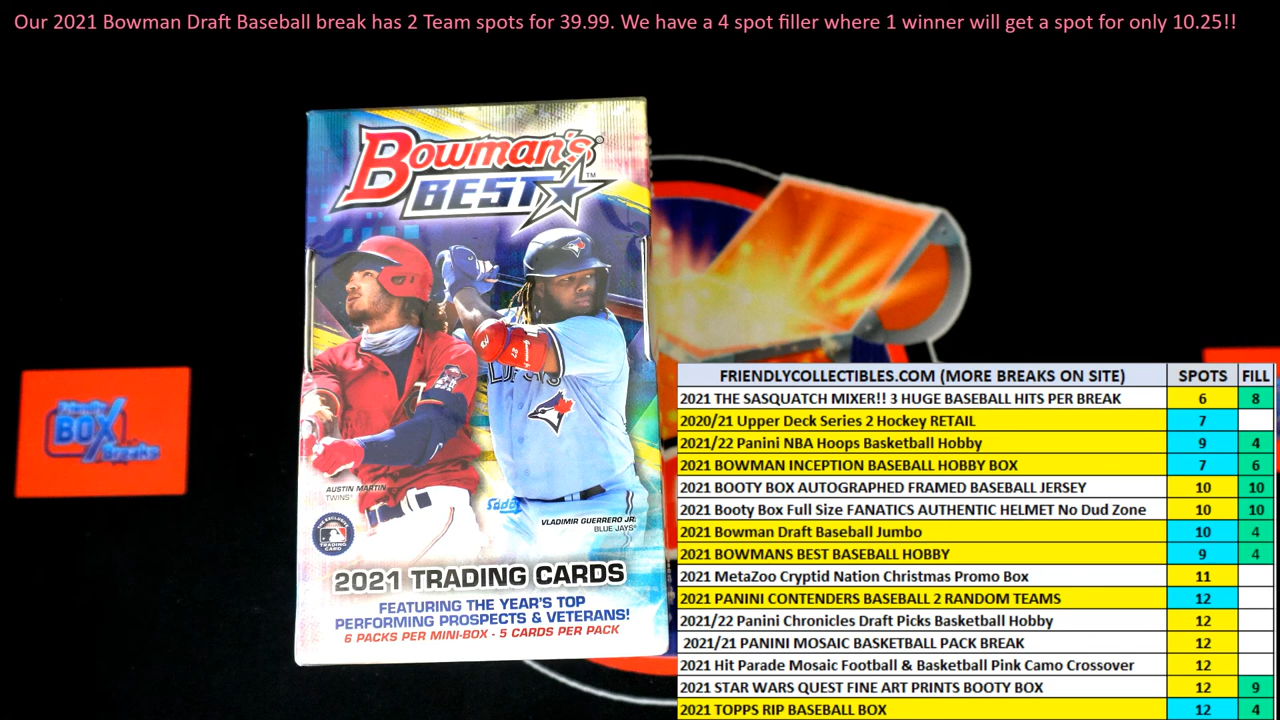 Our 2021 Bowman Draft Baseball break has 2 Team spots for 39.99. We have a 4 spot filler where 1 winner will get a spot for only 10.25!!
Bowman's®
BEST™
AUSTIN MARTIN
TWINS®
VLADIMIR GUERRERO JR.
BLUE JAYS®
2021 TRADING CARDS
FEATURING THE YEAR'S TOP
PERFORMING PROSPECTS & VETERANS!
6 PACKS PER MINI-BOX - 5 CARDS PER PACK
Friendly
BOX
Breaks
FRIENDLYCOLLECTIBLES.COM (MORE BREAKS ON SITE) SPOTS FILL
2021 THE SASQUATCH MIXER!! 3 HUGE BASEBALL HITS PER BREAK 6 8
2020/21 Upper Deck Series 2 Hockey RETAIL 7
2021/22 Panini NBA Hoops Basketball Hobby 9 4
2021 BOWMAN INCEPTION BASEBALL HOBBY BOX 7 6
2021 BOOTY BOX AUTOGRAPHED FRAMED BASEBALL JERSEY 10 10
2021 Booty Box Full Size FANATICS AUTHENTIC HELMET No Dud Zone 10 10
2021 Bowman Draft Baseball Jumbo 10 4
2021 BOWMANS BEST BASEBALL HOBBY 9 4
2021 MetaZoo Cryptid Nation Christmas Promo Box 11
2021 PANINI CONTENDERS BASEBALL 2 RANDOM TEAMS 12
2021/22 Panini Chronicles Draft Picks Basketball Hobby 12
2021/21 PANINI MOSAIC BASKETBALL PACK BREAK 12
2021 Hit Parade Mosaic Football & Basketball Pink Camo Crossover 12
2021 STAR WARS QUEST FINE ART PRINTS BOOTY BOX 12 9
2021 TOPPS RIP BASEBALL BOX 12 4